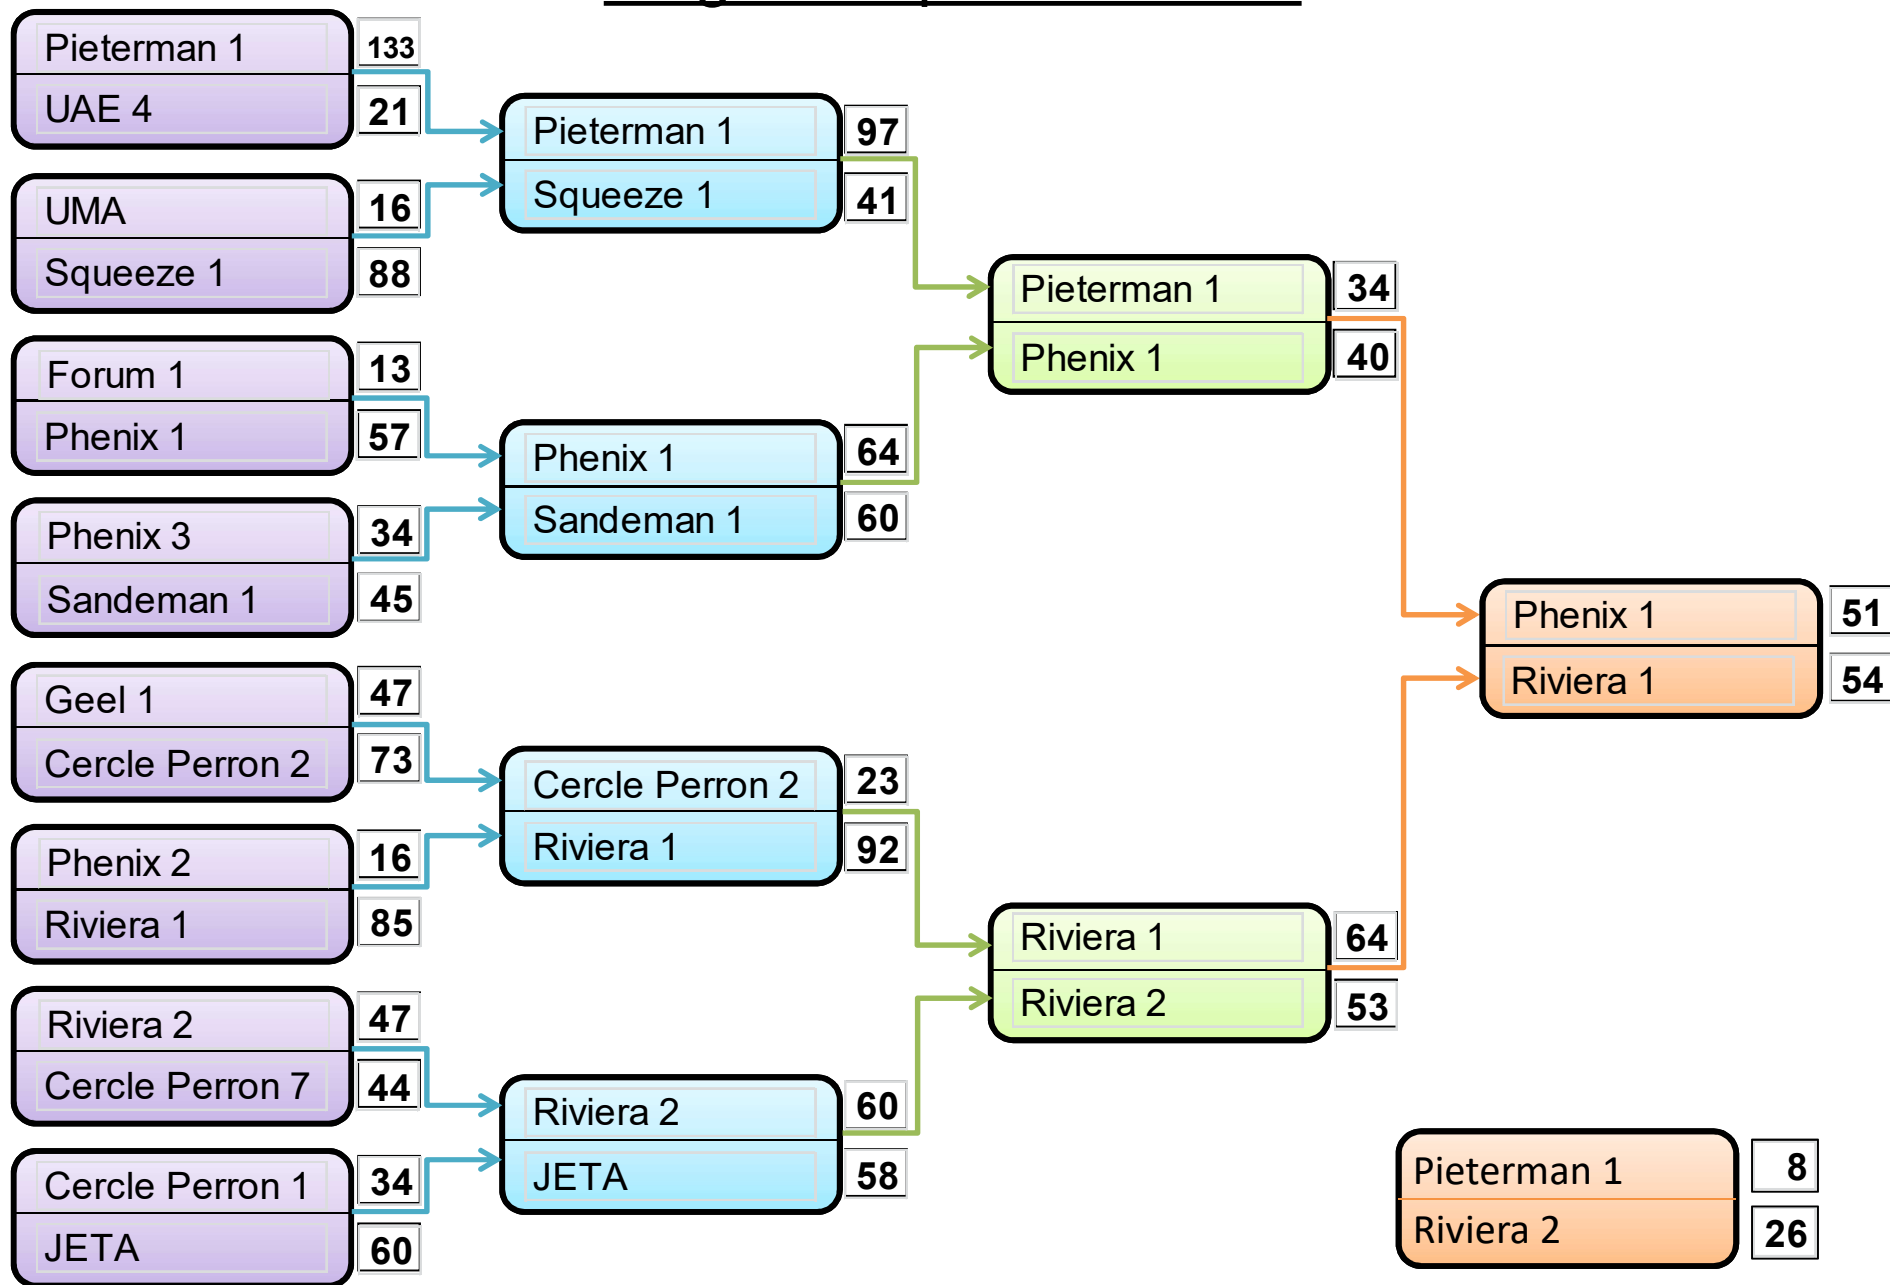 Pieterman 1 133
UAE 4 21
UMA 16
Squeeze 1 88
Forum 1 13
Phenix 1 57
Phenix 3 34
Sandeman 1 45
Geel 1 47
Cercle Perron 2 73
Phenix 2 16
Riviera 1 85
Riviera 2 47
Cercle Perron 7 44
Cercle Perron 1 34
JETA 60
Pieterman 1 97
Squeeze 1 41
Phenix 1 64
Sandeman 1 60
Cercle Perron 2 23
Riviera 1 92
Riviera 2 60
JETA 58
Pieterman 1 34
Phenix 1 40
Riviera 1 64
Riviera 2 53
Phenix 1 51
Riviera 1 54
Pieterman 1 8
Riviera 2 26